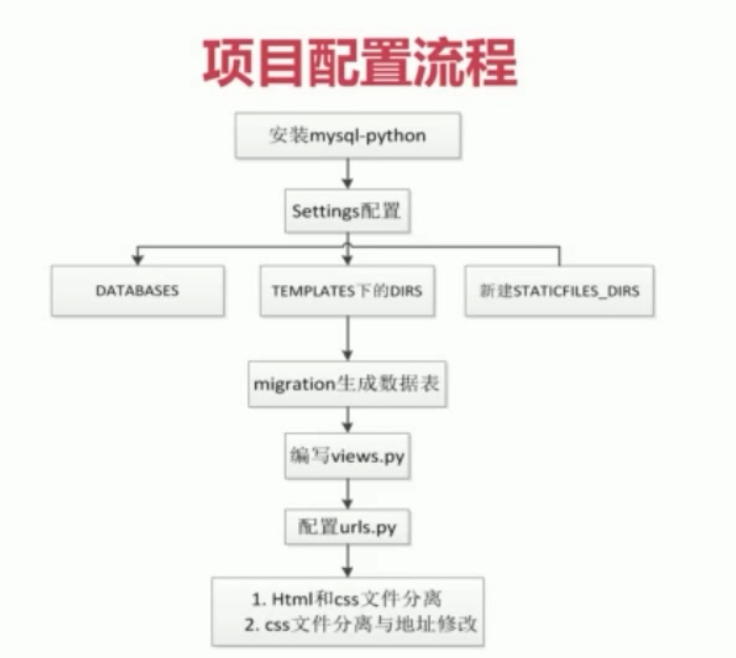 项目配置流程
安装mysql-python
Settings配置
DATABASES
TEMPLATES下的DIRS
新建STATICFILES_DIRS
migration生成数据表
编写views.py
配置urls.py
1. Html和css文件分离
2. css文件分离与地址修改